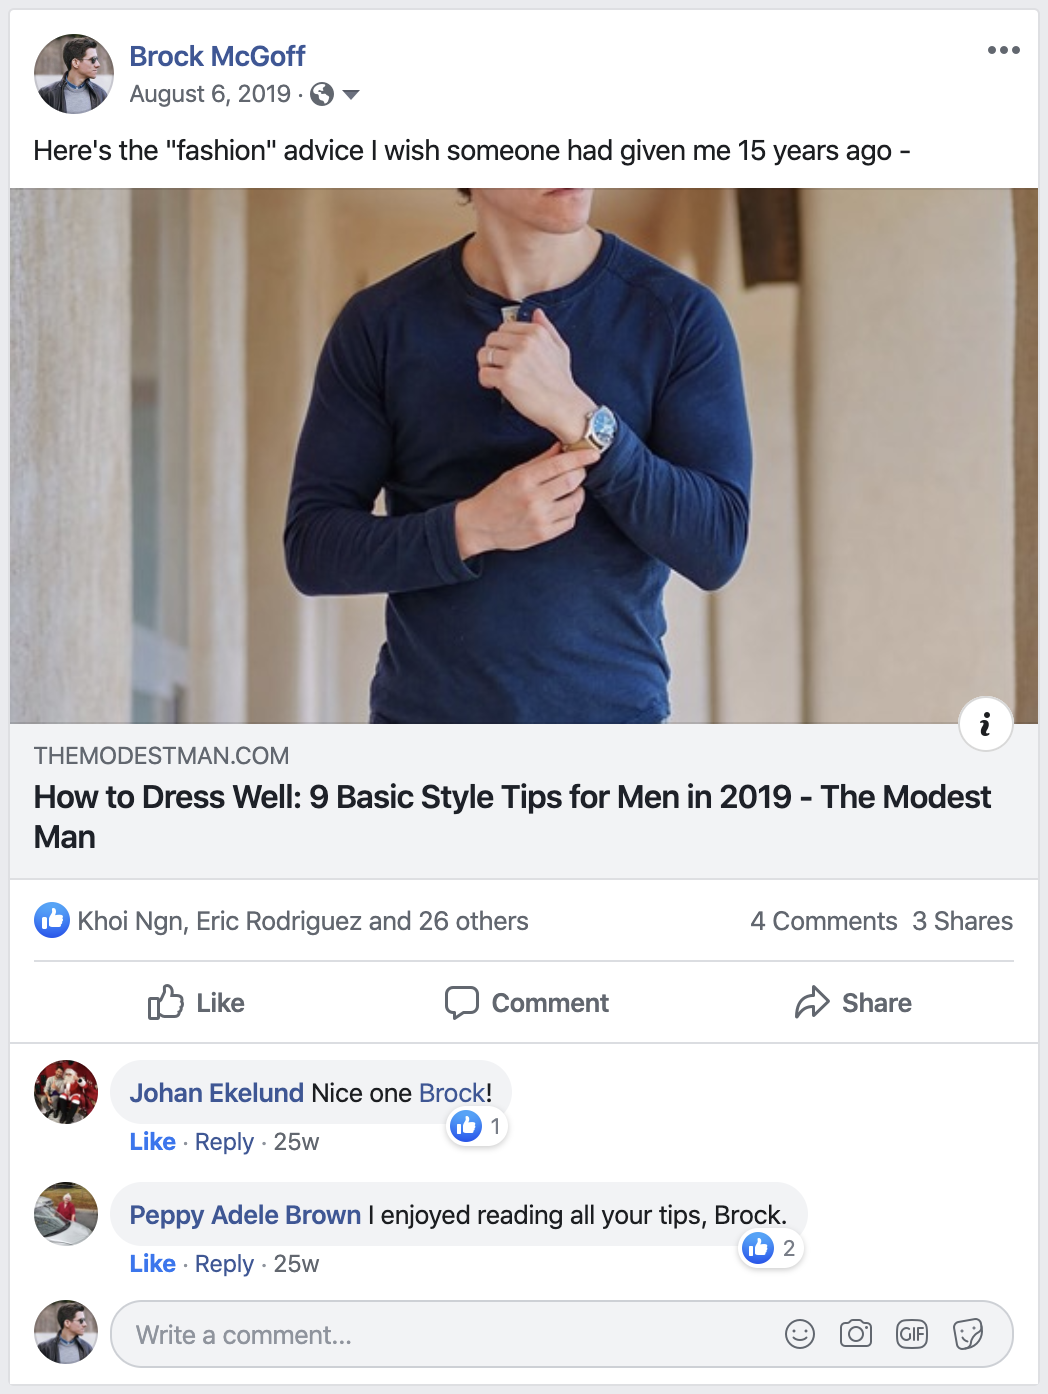 Brock McGoff
August 6, 2019 ·
Here's the "fashion" advice I wish someone had given me 15 years ago -
i
THEMODESTMAN.COM
How to Dress Well: 9 Basic Style Tips for Men in 2019 - The Modest
Man
Khoi Ngn, Eric Rodriguez and 26 others 4 Comments 3 Shares
Like Comment Share
Johan Ekelund Nice one Brock!
1
Like · Reply · 25w
Peppy Adele Brown I enjoyed reading all your tips, Brock.
2
Like · Reply · 25w
Write a comment... GIF